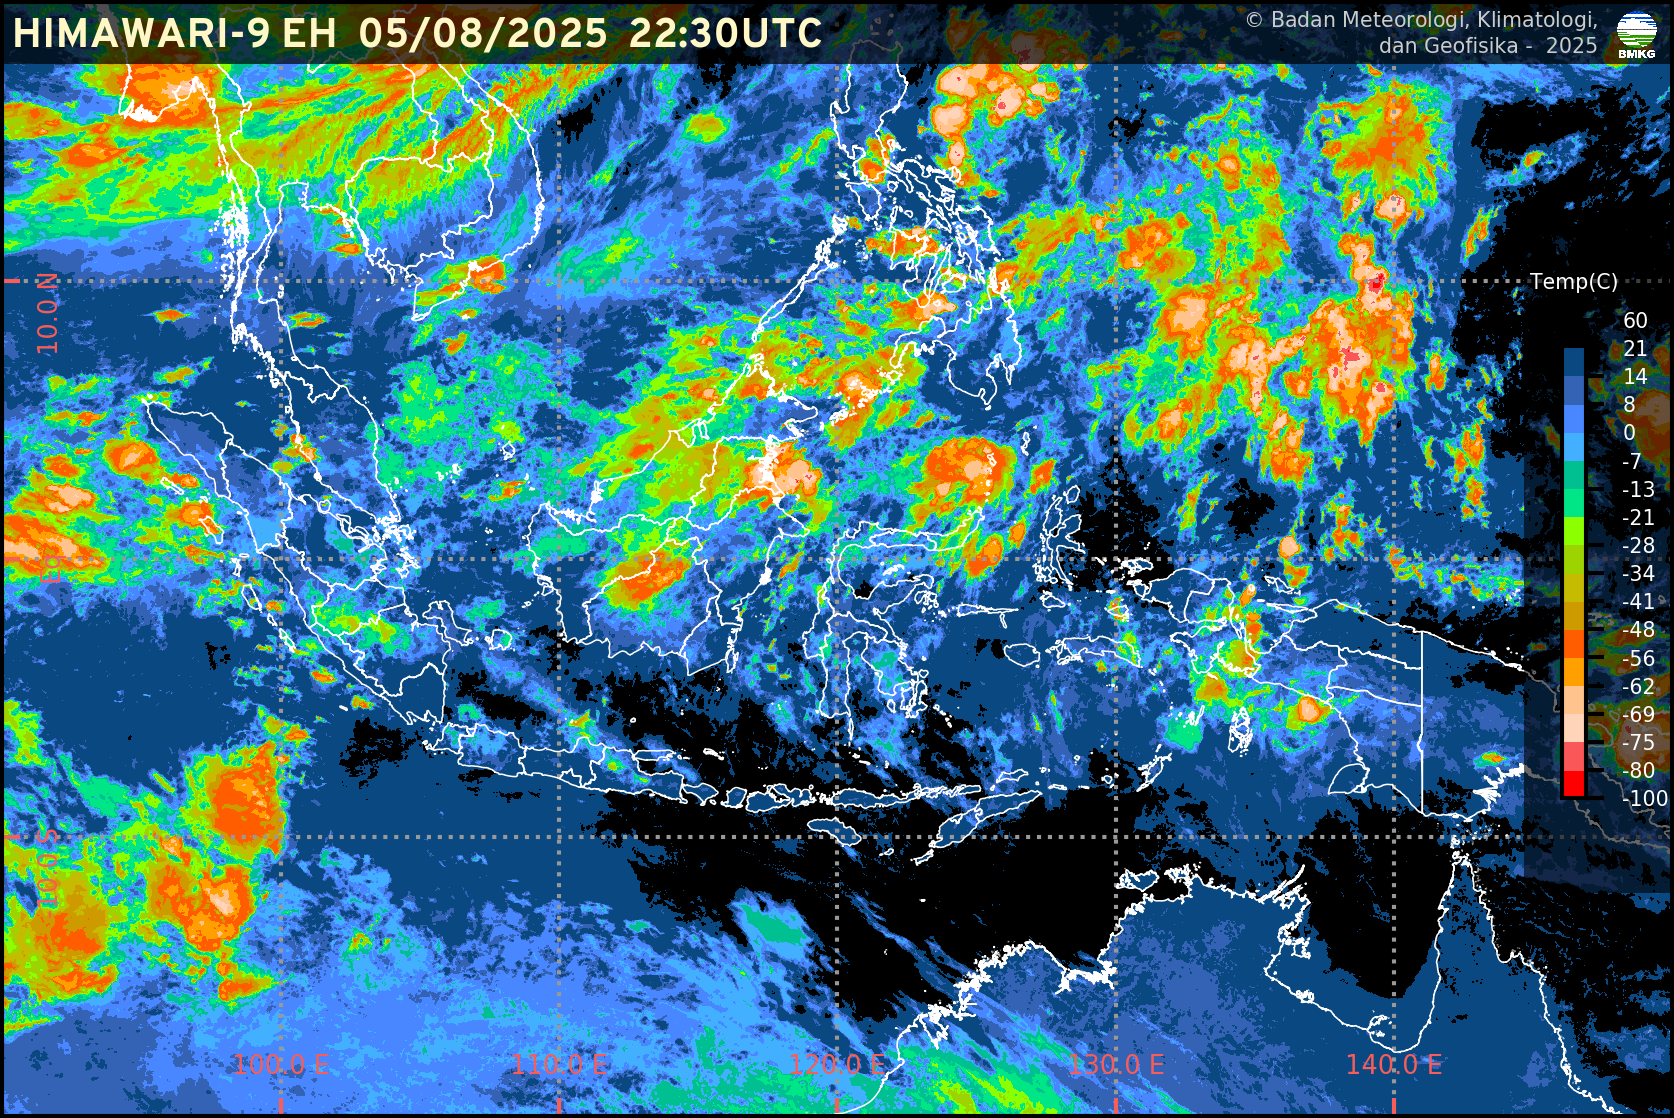 HIMAWARI-9 EH 05/08/2025 22:30UTC
© Badan Meteorologi, Klimatologi,
dan Geofisika - 2025
BMKG
Temp(C)
60
21
14
8
0
-7
-13
-21
-28
-34
-41
-48
-56
-62
-69
-75
-80
-100
10.0 N
Eq
10.0 S
100.0 E
110.0 E
120.0 E
130.0 E
140.0 E